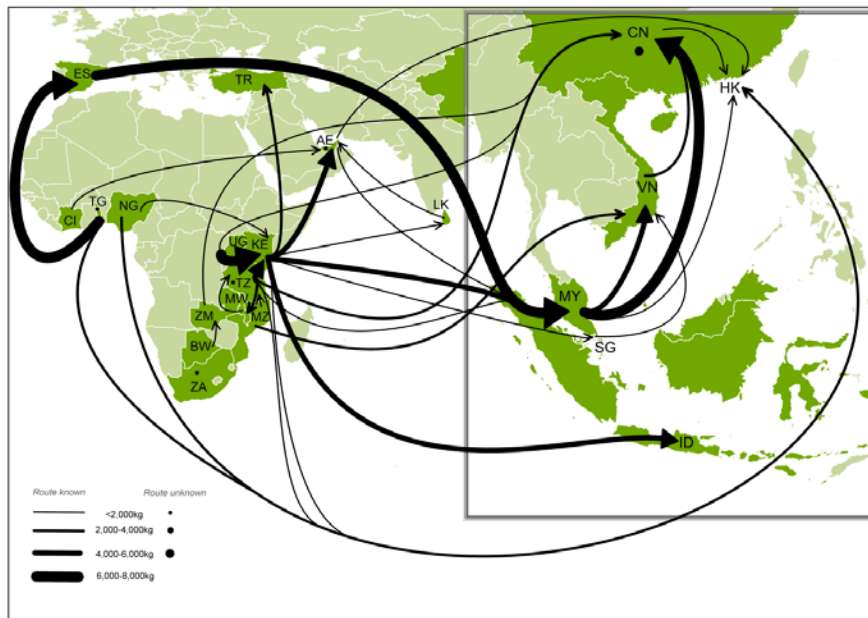 CN
ES
TR
HK
AE
VN
LK
TG
NG
CI
UG KE
TZ
MW
MZ
MY
ZM
BW
SG
ZA
ID
Route known
Route unknown
<2,000kg
2,000-4,000kg
4,000-6,000kg
6,000-8,000kg